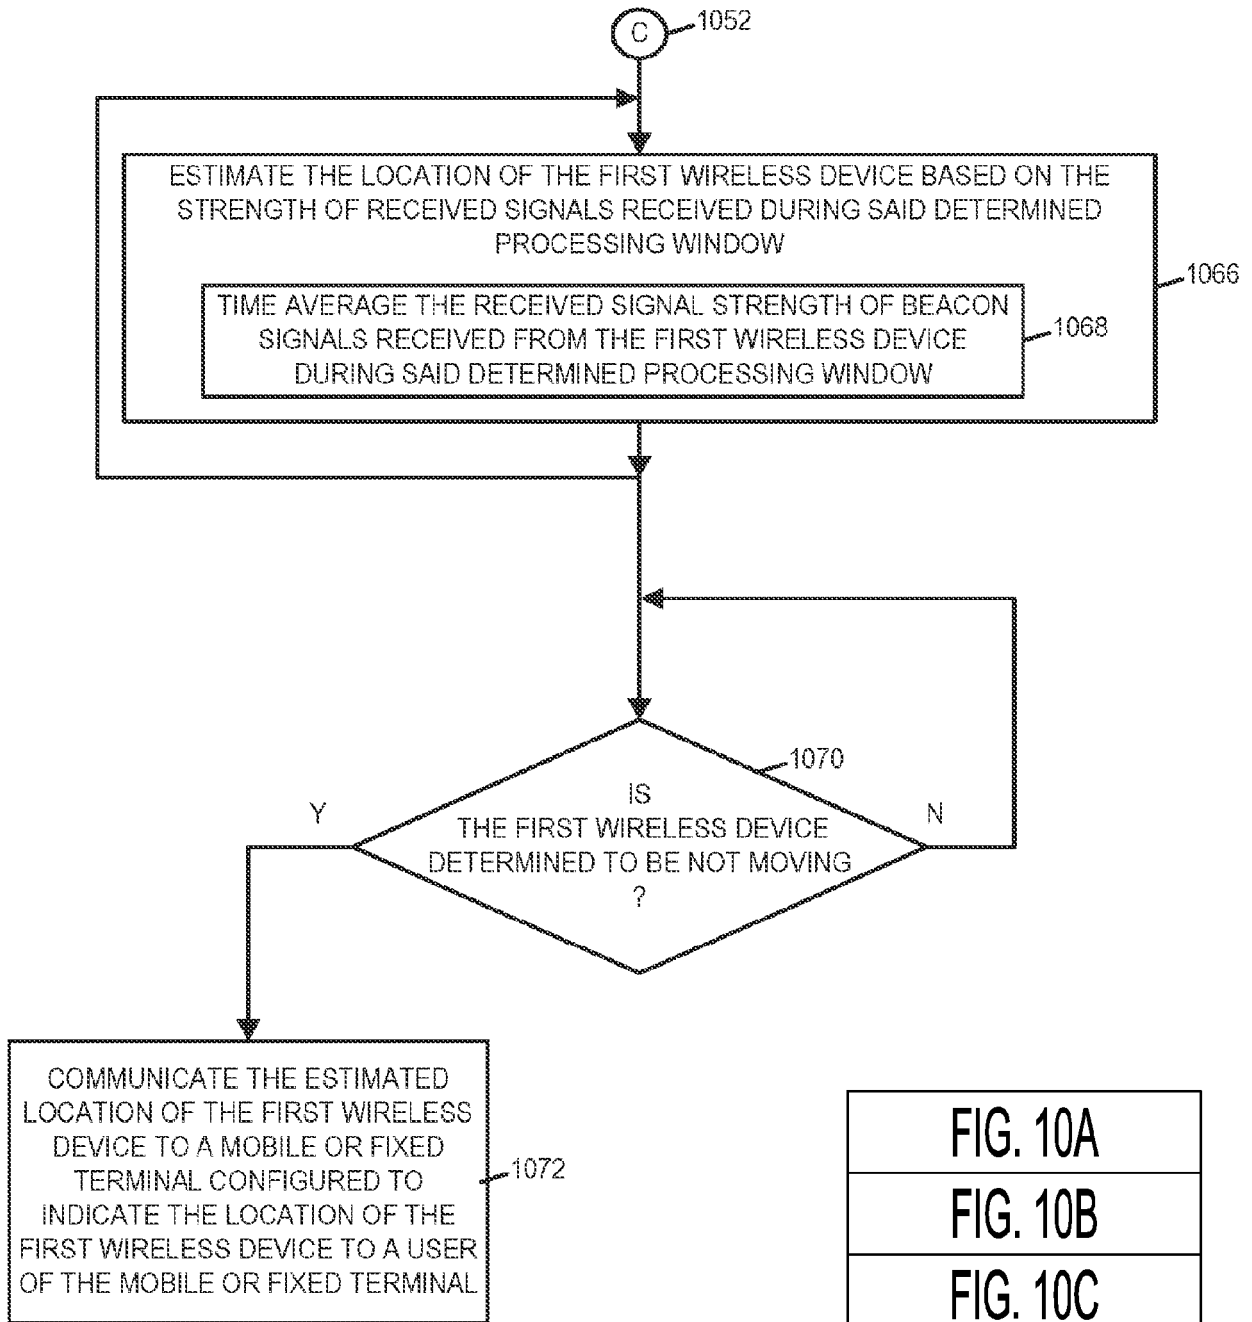 C
1052
ESTIMATE THE LOCATION OF THE FIRST WIRELESS DEVICE BASED ON THE
STRENGTH OF RECEIVED SIGNALS RECEIVED DURING SAID DETERMINED
PROCESSING WINDOW
1066
TIME AVERAGE THE RECEIVED SIGNAL STRENGTH OF BEACON
SIGNALS RECEIVED FROM THE FIRST WIRELESS DEVICE
DURING SAID DETERMINED PROCESSING WINDOW
1068
1070
IS
THE FIRST WIRELESS DEVICE
DETERMINED TO BE NOT MOVING
?
Y
N
COMMUNICATE THE ESTIMATED
LOCATION OF THE FIRST WIRELESS
DEVICE TO A MOBILE OR FIXED
TERMINAL CONFIGURED TO
INDICATE THE LOCATION OF THE
FIRST WIRELESS DEVICE TO A USER
OF THE MOBILE OR FIXED TERMINAL
1072
FIG. 10A
FIG. 10B
FIG. 10C